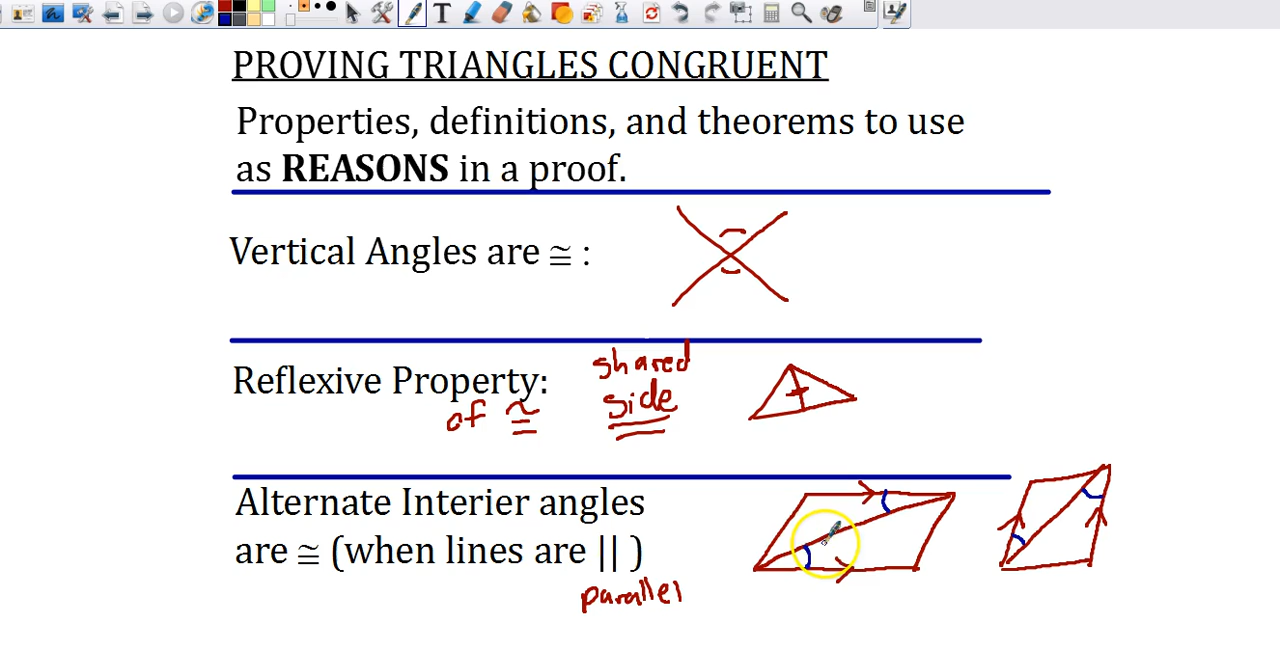 PROVING TRIANGLES CONGRUENT
Properties, definitions, and theorems to use
as REASONS in a proof.
Vertical Angles are ≅ :
Reflexive Property:
of ≅
shared
side
Alternate Interier angles
are ≅ (when lines are || )
parallel